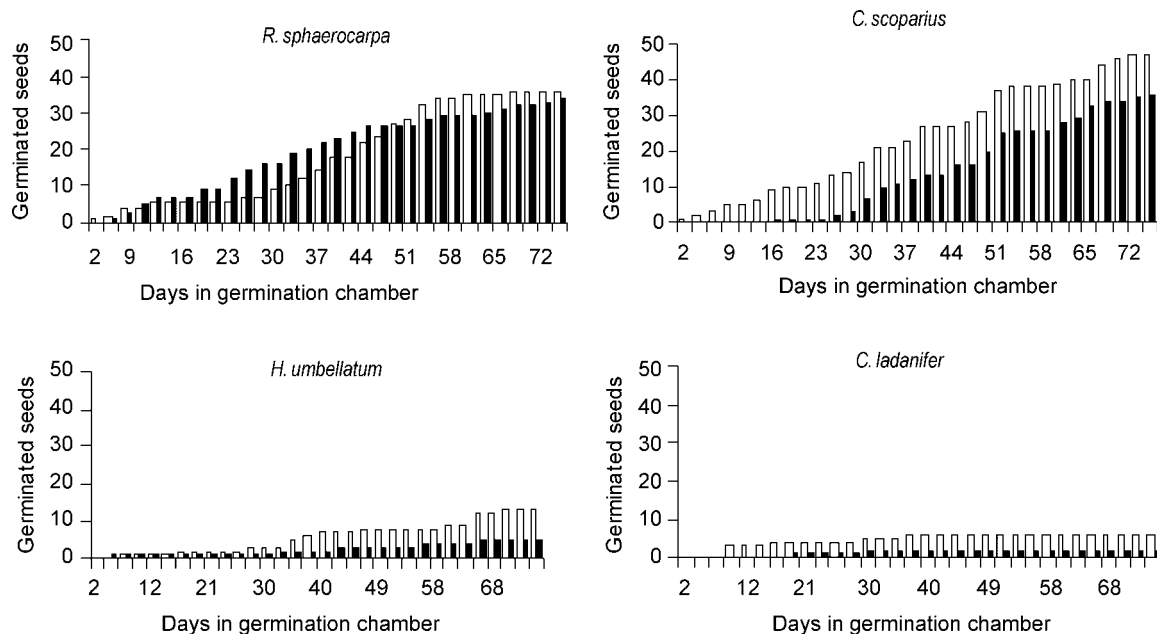 R. sphaerocarpa
Germinated seeds
50
40
30
20
10
0
2 9 16 23 30 37 44 51 58 65 72
Days in germination chamber
C. scoparius
Germinated seeds
50
40
30
20
10
0
2 9 16 23 30 37 44 51 58 65 72
Days in germination chamber
H. umbellatum
Germinated seeds
50
40
30
20
10
0
2 12 21 30 40 49 58 68
Days in germination chamber
C. ladanifer
Germinated seeds
50
40
30
20
10
0
2 12 21 30 40 49 58 68
Days in germination chamber